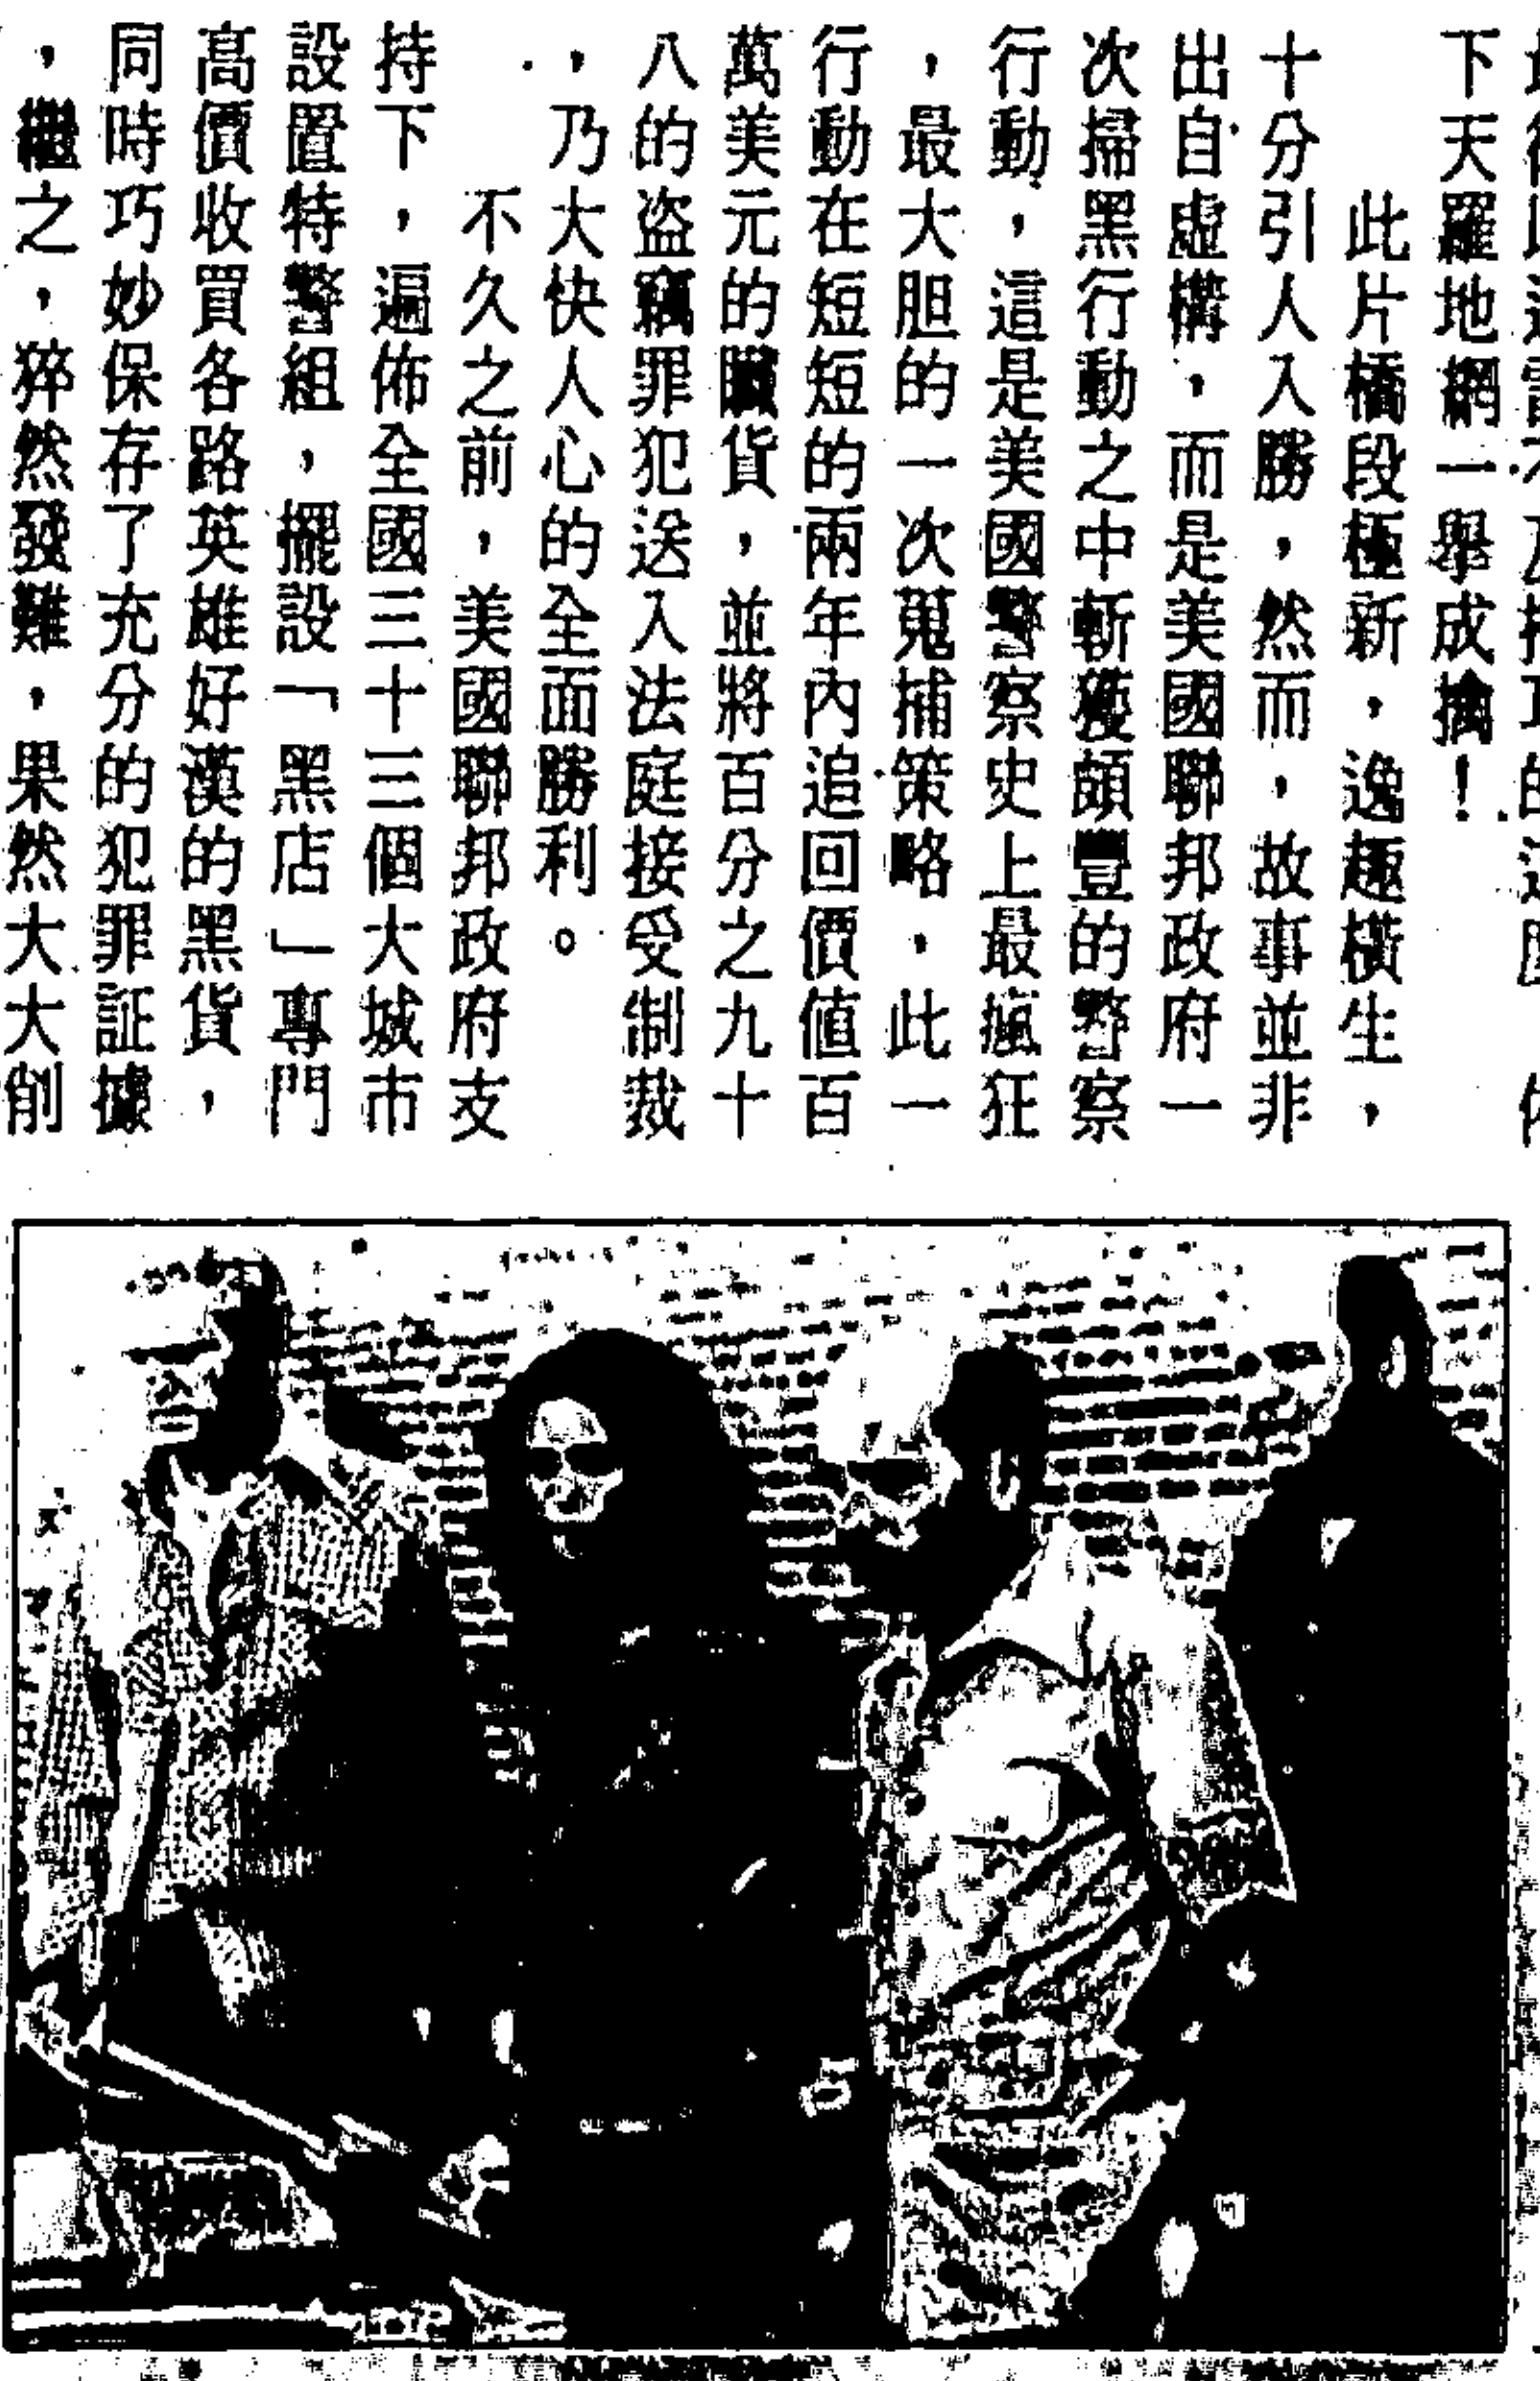 下天羅地網一舉成擒！
此片橋段極新，逸趣橫生，
十分引人入勝，然而，故事並非
出自虛構，而是美國聯邦政府一
次掃黑行動之中斬獲頗豐的警察
行動，這是美國警察史上最瘋狂
，最大胆的一次蒐捕策略，此一
行動在短短的兩年內追回價值百
萬美元的贓貨，並將百分之九十
八的盜竊罪犯送入法庭接受制裁
，乃大快人心的全面勝利。
不久之前，美國聯邦政府支
持下，遍佈全國三十三個大城市
設置特警組，擺設「黑店」專門
高價收買各路英雄好漢的黑貨，
同時巧妙保存了充分的犯罪証據
，繼之，猝然發難，果然大大削